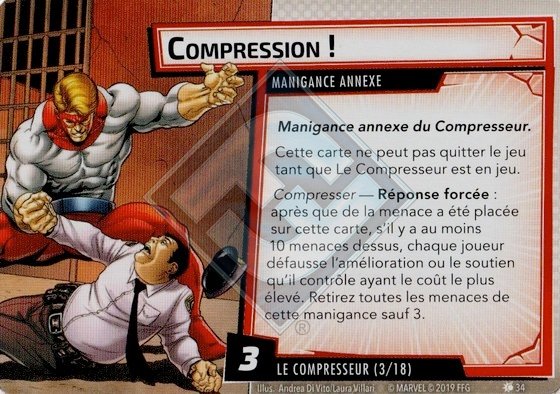 COMPRESSION !
MANIGANCE ANNEXE
Manigance annexe du Compresseur.
Cette carte ne peut pas quitter le jeu
tant que Le Compresseur est en jeu.
Compresser — Réponse forcée :
après que de la menace a été placée
sur cette carte, s'il y a au moins
10 menaces dessus, chaque joueur
défausse l'amélioration ou le soutien
qu'il contrôle ayant le coût le plus
élevé. Retirez toutes les menaces de
cette manigance sauf 3.
®
3
LE COMPRESSEUR (3/18)
Illus. Andrea Di Vito/Laura Villari © MARVEL © 2019 FFG 34